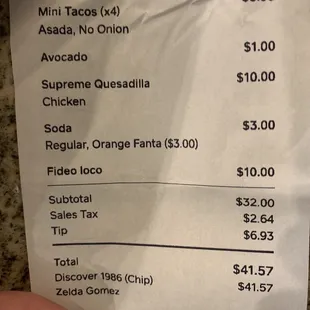 Mini Tacos (x4)
Asada, No Onion
Avocado $1.00
Supreme Quesadilla $10.00
Chicken
Soda $3.00
Regular, Orange Fanta ($3.00)
Fideo loco $10.00
Subtotal $32.00
Sales Tax $2.64
Tip $6.93
Total $41.57
Discover 1986 (Chip) $41.57
Zelda Gomez